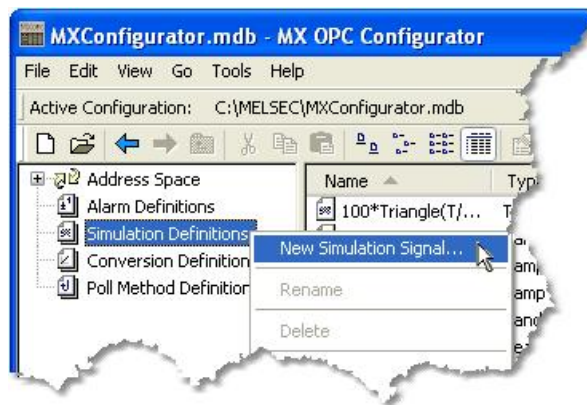 MXConfigurator.mdb - MX OPC Configurator
File Edit View Go Tools Help
Active Configuration: C:\MELSEC\MXConfigurator.mdb
Address Space
Alarm Definitions
Simulation Definitions
Conversion Definition
Poll Method Definition
Name
100*Triangle(T/...
New Simulation Signal...
Rename
Delete